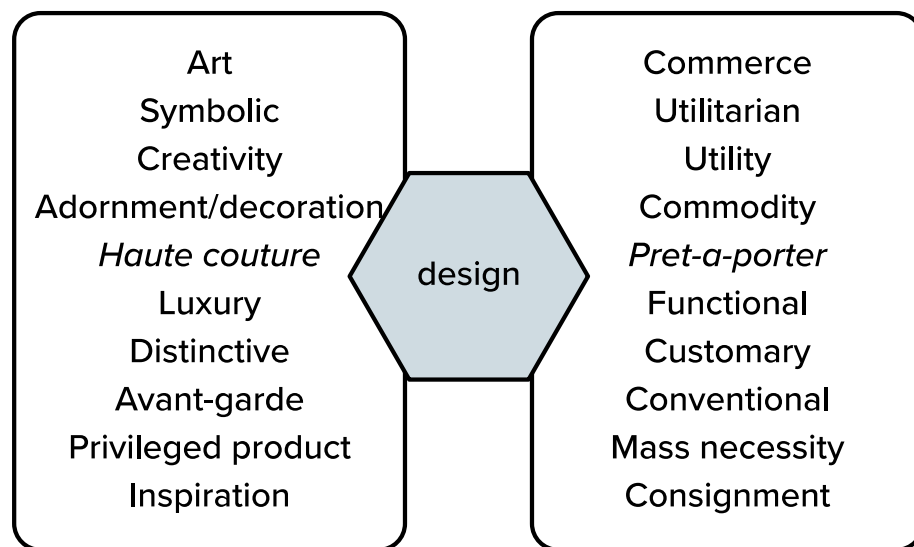 Art
Symbolic
Creativity
Adornment/decoration
Haute couture
Luxury
Distinctive
Avant-garde
Privileged product
Inspiration
design
Commerce
Utilitarian
Utility
Commodity
Pret-a-porter
Functional
Customary
Conventional
Mass necessity
Consignment